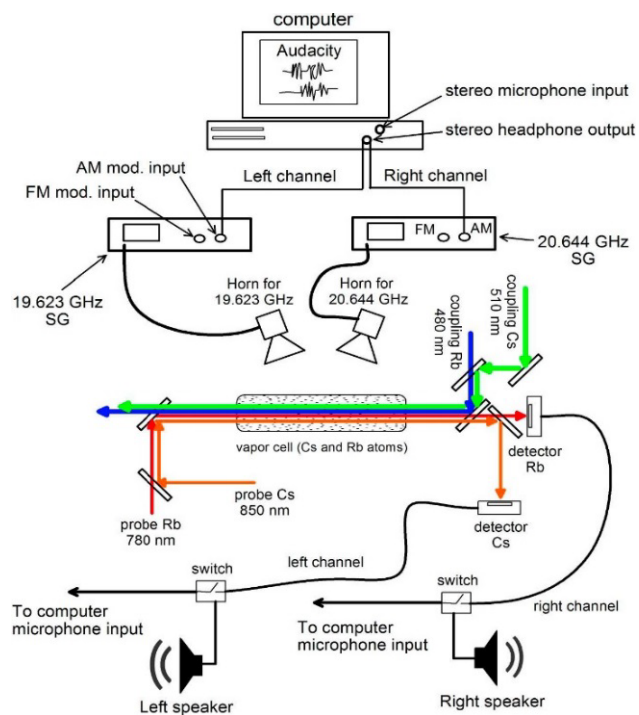 computer
Audacity
stereo microphone input
stereo headphone output
AM mod. input
FM mod. input
Left channel
Right channel
FM
AM
19.623 GHz
SG
20.644 GHz
SG
Horn for
19.623 GHz
Horn for
20.644 GHz
coupling Rb
480 nm
coupling Cs
510 nm
vapor cell (Cs and Rb atoms)
detector
Rb
probe Cs
850 nm
probe Rb
780 nm
detector
Cs
left channel
switch
switch
right channel
To computer
microphone input
To computer
microphone input
Left speaker
Right speaker